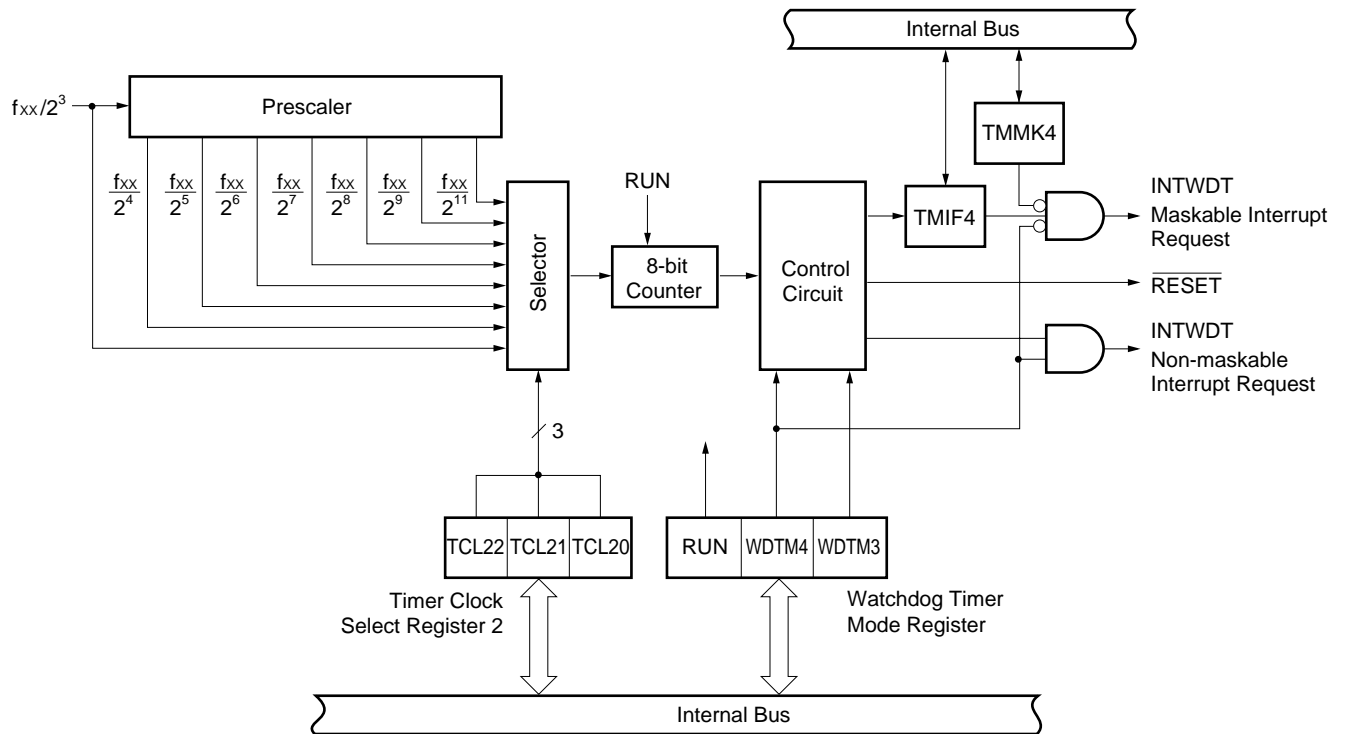 Internal Bus
fxx/2³
Prescaler
TMMK4
fxx/2⁴
fxx/2⁵
fxx/2⁶
fxx/2⁷
fxx/2⁸
fxx/2⁹
fxx/2¹¹
RUN
Selector
8-bit
Counter
Control
Circuit
TMIF4
INTWDT
Maskable Interrupt
Request
RESET
INTWDT
Non-maskable
Interrupt Request
3
TCL22 TCL21 TCL20
RUN WDTM4 WDTM3
Timer Clock
Select Register 2
Watchdog Timer
Mode Register
Internal Bus